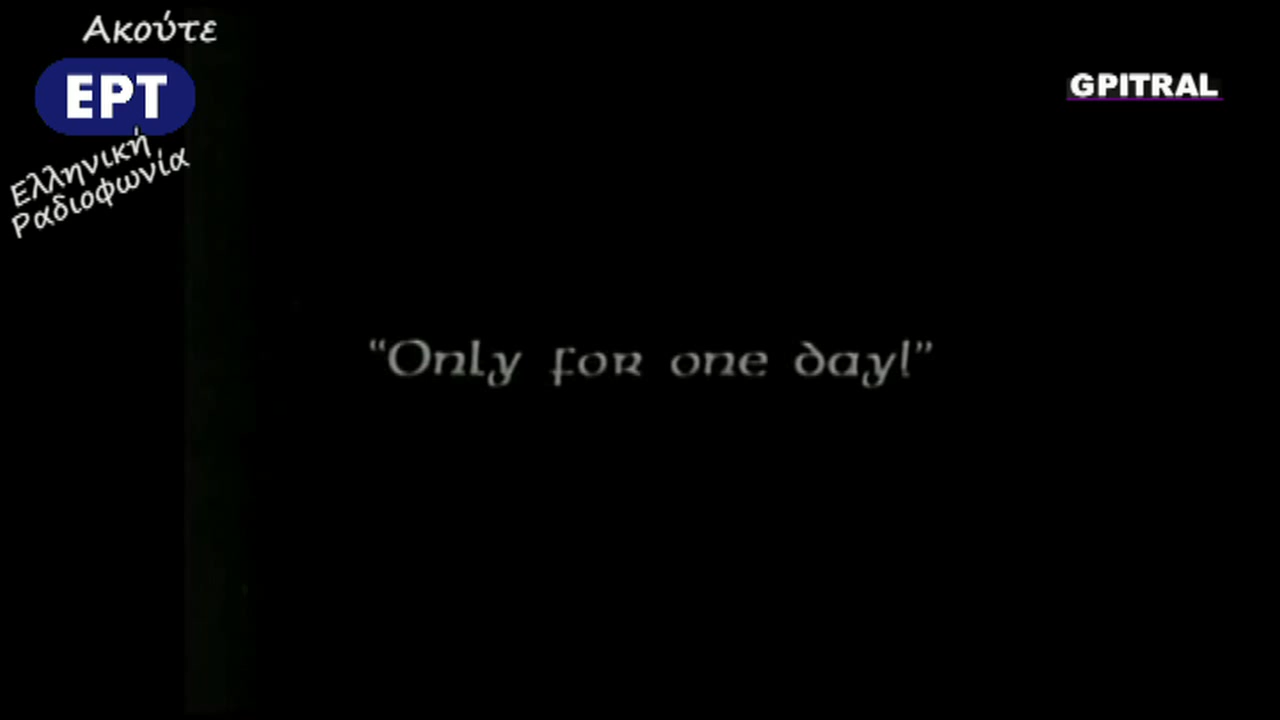 Ακούτε
ΕΡΤ
Ελληνική
Ραδιοφωνία
GPITRAL
“Only for one day!”